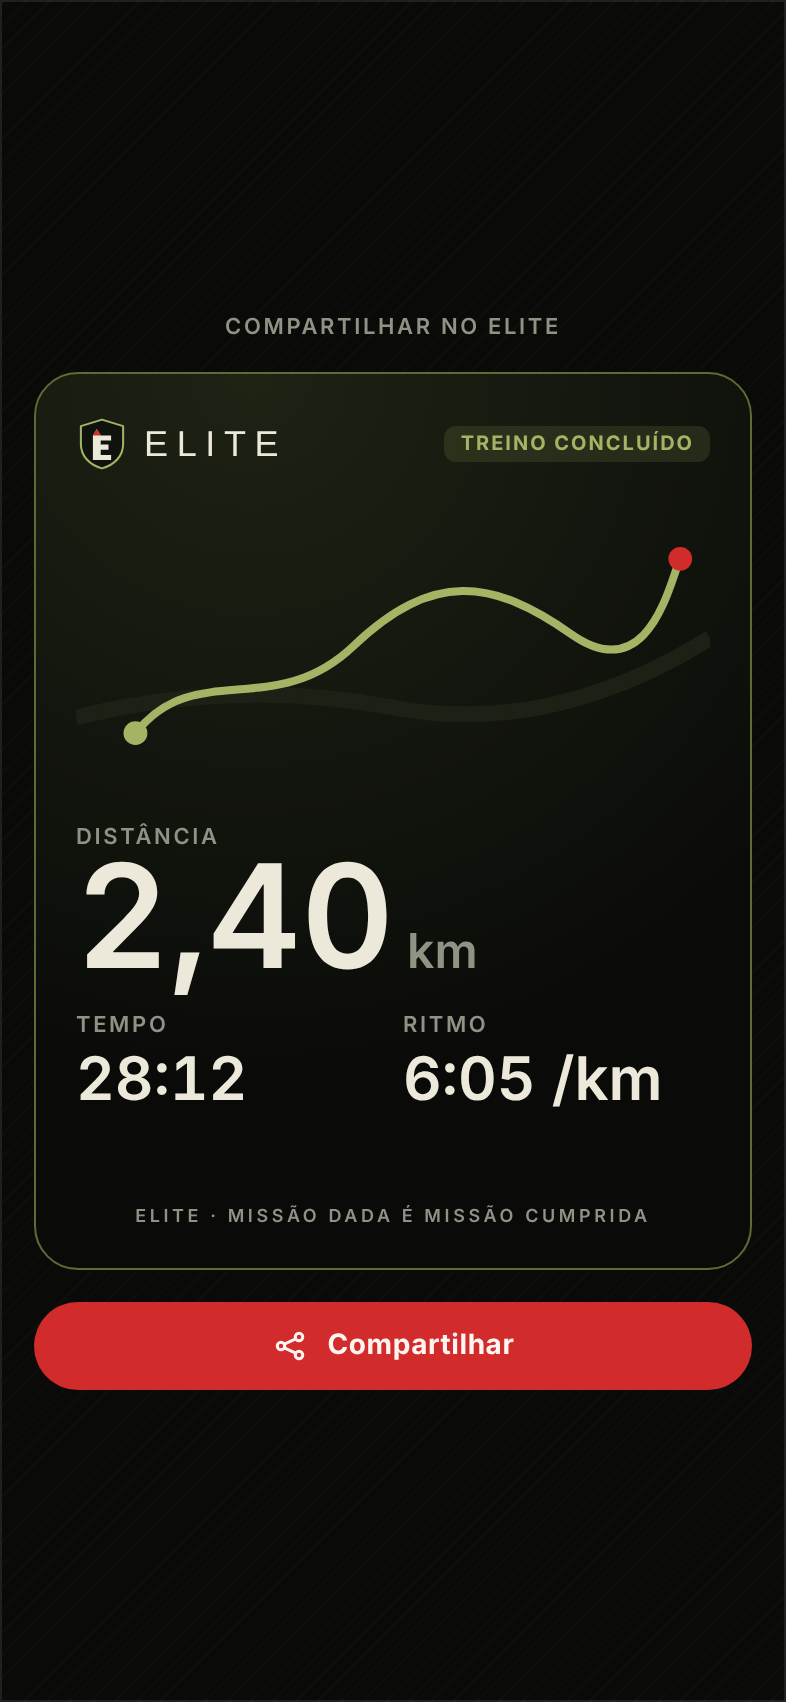 COMPARTILHAR NO ELITE
E ELITE
TREINO CONCLUÍDO
DISTÂNCIA
2,40 km
TEMPO
28:12
RITMO
6:05 /km
ELITE · MISSÃO DADA É MISSÃO CUMPRIDA
Compartilhar